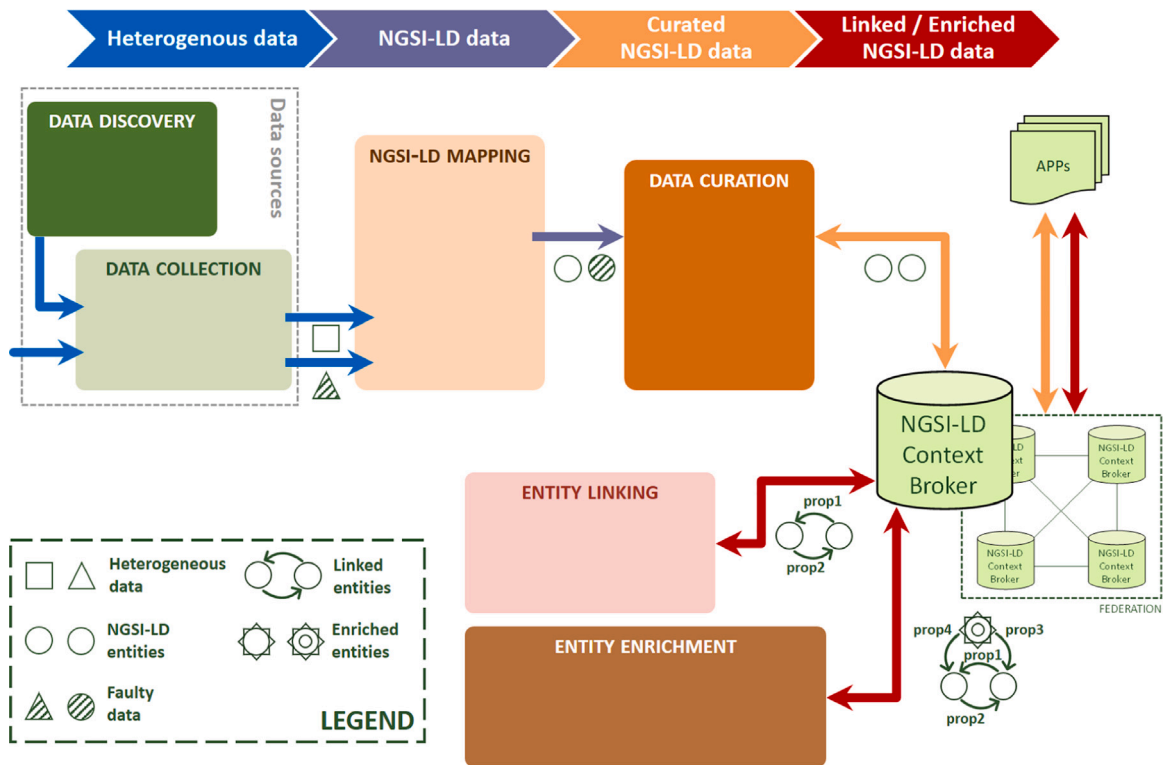 Heterogenous data
NGSI-LD data
Curated
NGSI-LD data
Linked / Enriched
NGSI-LD data
Data sources
DATA DISCOVERY
DATA COLLECTION
NGSI-LD MAPPING
DATA CURATION
APPs
NGSI-LD
Context
Broker
LD
Context
Broker
NGSI-LD
Context
Broker
NGSI-LD
Context
Broker
NGSI-LD
Context
Broker
FEDERATION
ENTITY LINKING
prop1
prop2
ENTITY ENRICHMENT
prop4
prop3
prop1
prop2
Heterogeneous
data
Linked
entities
NGSI-LD
entities
Enriched
entities
Faulty
data
LEGEND